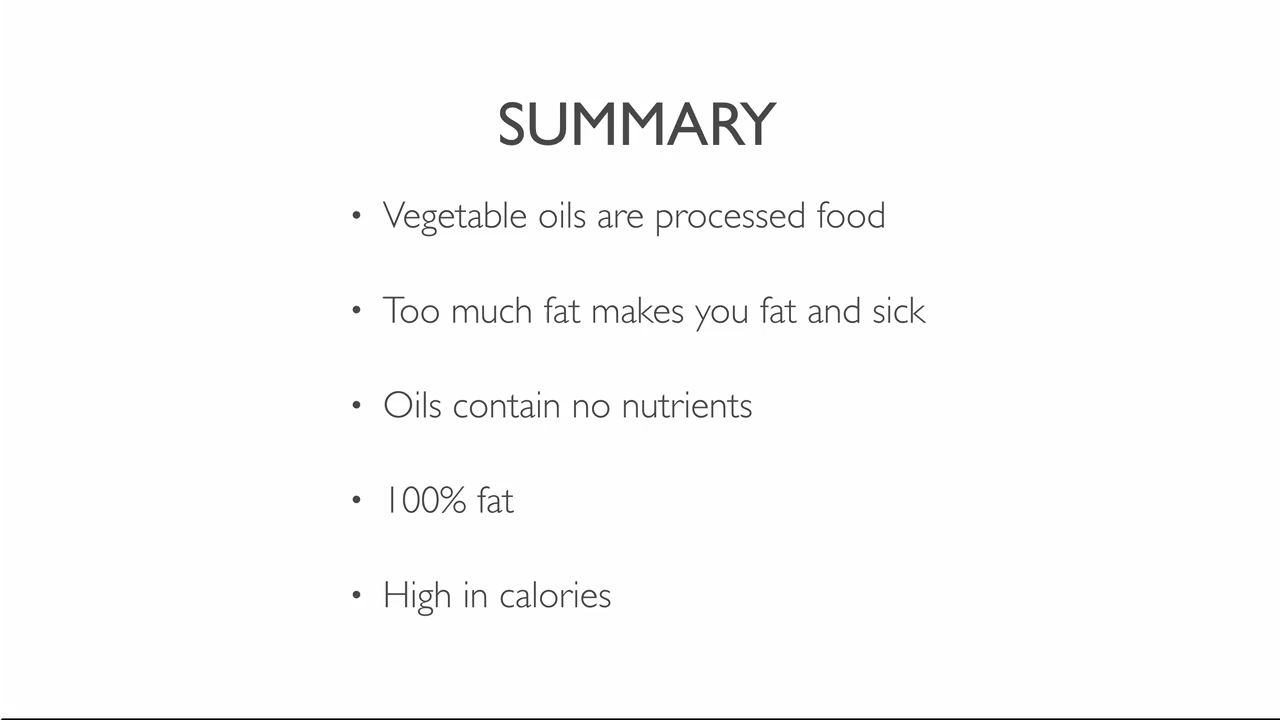 SUMMARY
• Vegetable oils are processed food
• Too much fat makes you fat and sick
• Oils contain no nutrients
• 100% fat
• High in calories